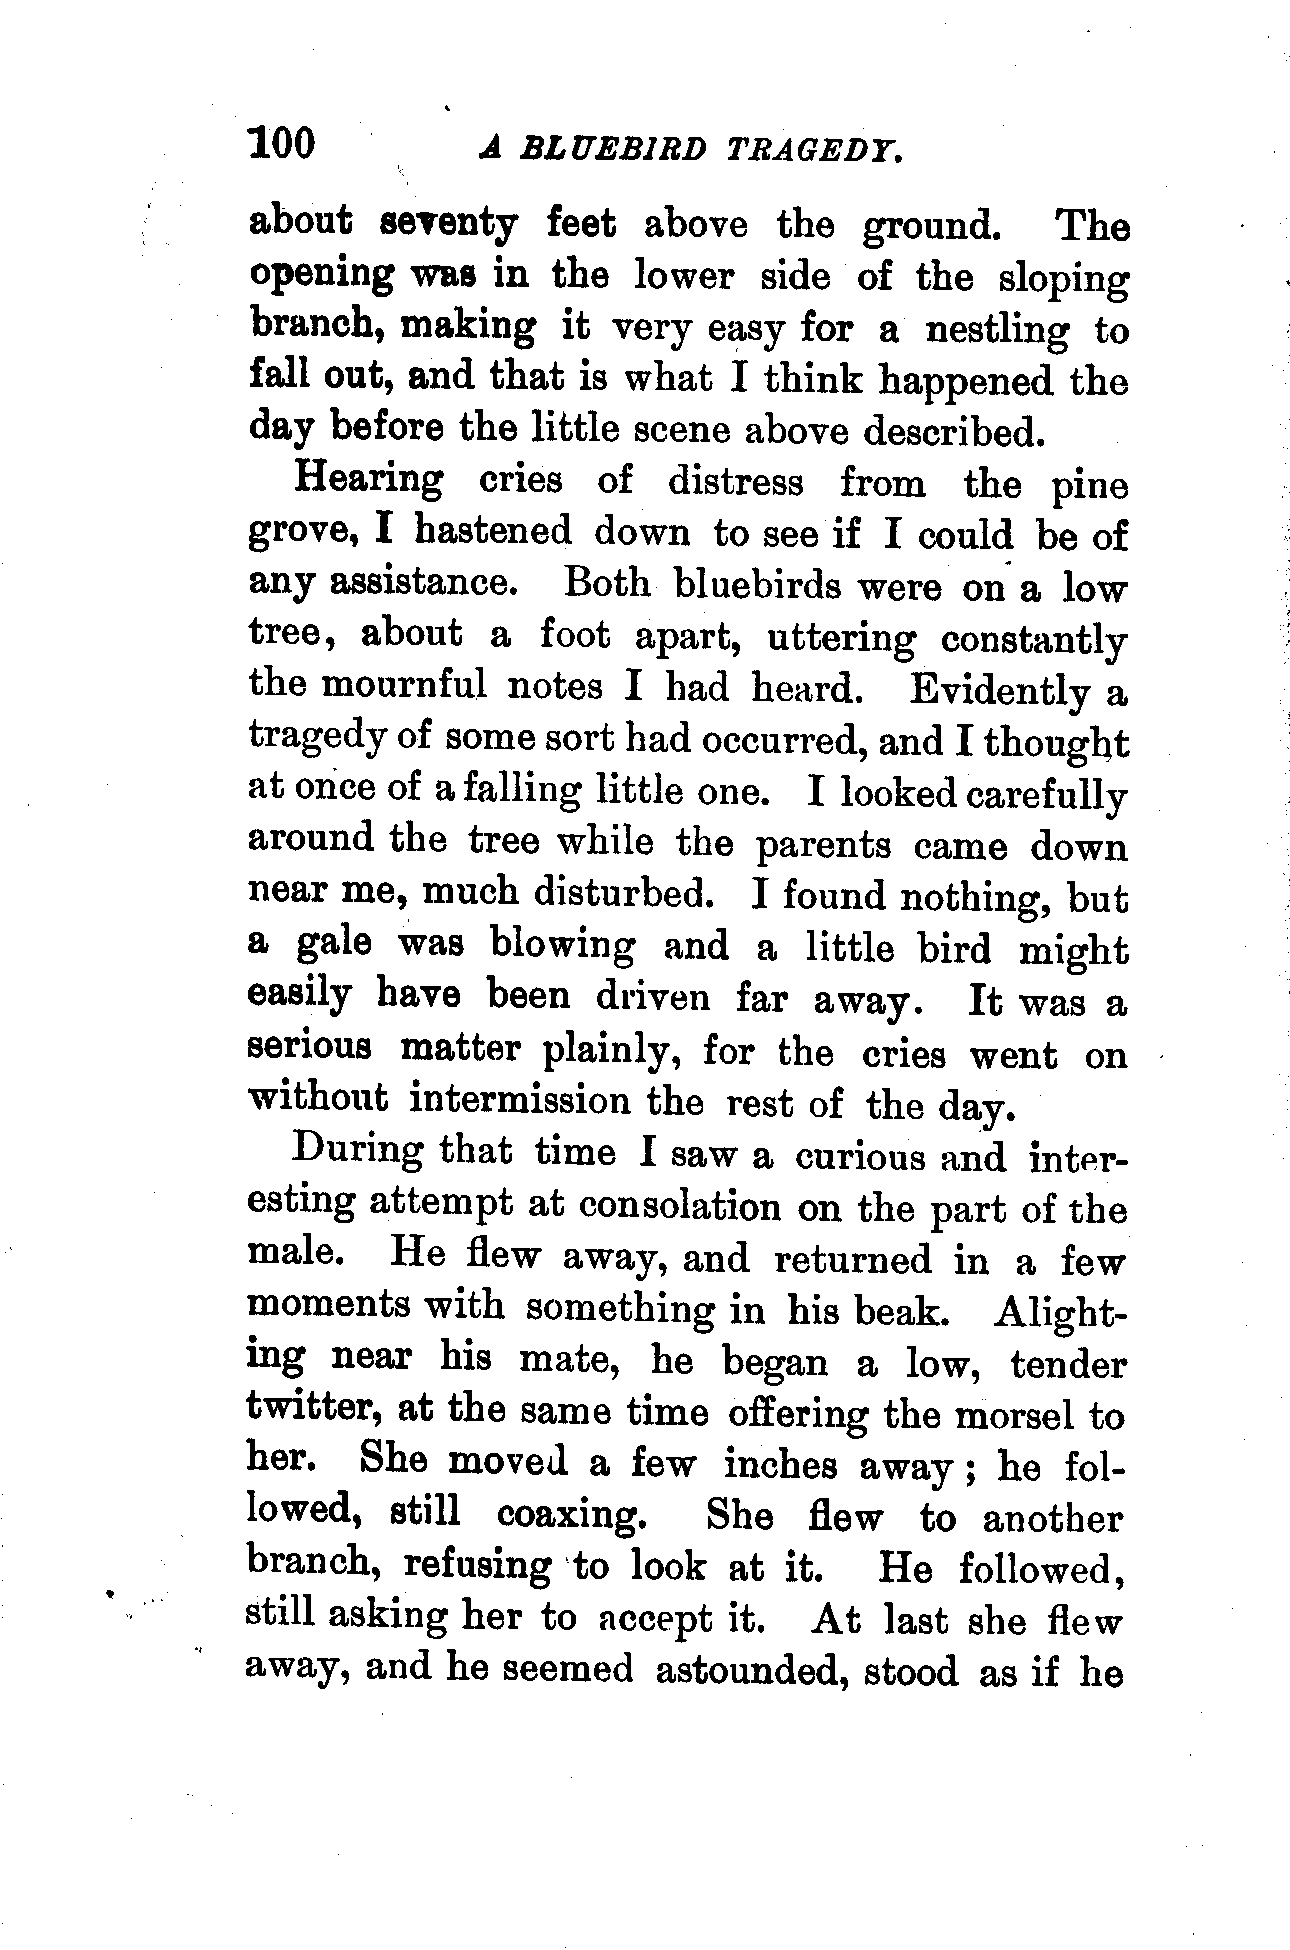 100 A BLUEBIRD TRAGEDY.
about seventy feet above the ground. The
opening was in the lower side of the sloping
branch, making it very easy for a nestling to
fall out, and that is what I think happened the
day before the little scene above described.
Hearing cries of distress from the pine
grove, I hastened down to see if I could be of
any assistance. Both bluebirds were on a low
tree, about a foot apart, uttering constantly
the mournful notes I had heard. Evidently a
tragedy of some sort had occurred, and I thought
at once of a falling little one. I looked carefully
around the tree while the parents came down
near me, much disturbed. I found nothing, but
a gale was blowing and a little bird might
easily have been driven far away. It was a
serious matter plainly, for the cries went on
without intermission the rest of the day.
During that time I saw a curious and inter-
esting attempt at consolation on the part of the
male. He flew away, and returned in a few
moments with something in his beak. Alight-
ing near his mate, he began a low, tender
twitter, at the same time offering the morsel to
her. She moved a few inches away; he fol-
lowed, still coaxing. She flew to another
branch, refusing to look at it. He followed,
still asking her to accept it. At last she flew
away, and he seemed astounded, stood as if he